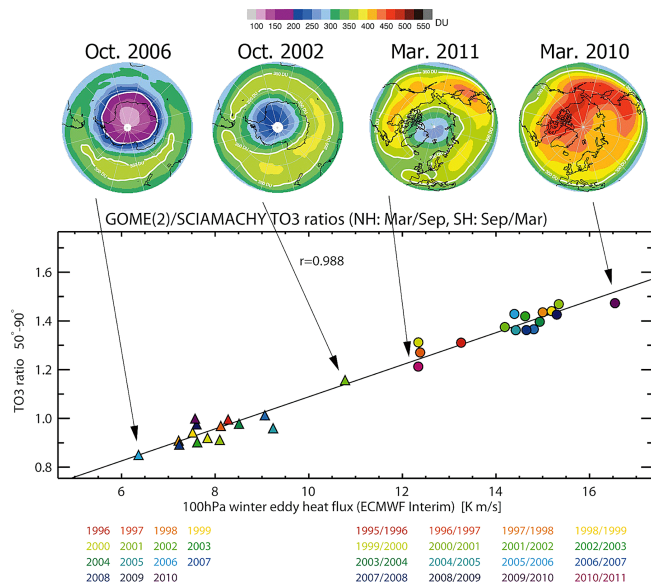 DU
100 150 200 250 300 350 400 450 500 550
Oct. 2006 Oct. 2002 Mar. 2011 Mar. 2010
GOME(2)/SCIAMACHY TO3 ratios (NH: Mar/Sep, SH: Sep/Mar)
r=0.988
1.6
1.4
1.2
1.0
0.8
TO3 ratio 50°-90°
6 8 10 12 14 16
100hPa winter eddy heat flux (ECMWF Interim) [K m/s]
1996 1997 1998 1999
2000 2001 2002 2003
2004 2005 2006 2007
2008 2009 2010
1995/1996 1996/1997 1997/1998 1998/1999
1999/2000 2000/2001 2001/2002 2002/2003
2003/2004 2004/2005 2005/2006 2006/2007
2007/2008 2008/2009 2009/2010 2010/2011